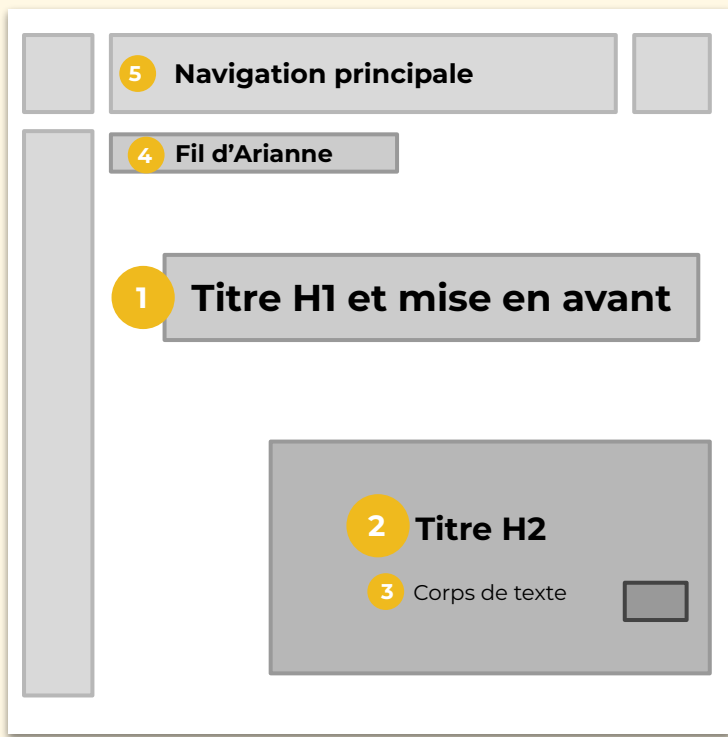 5 Navigation principale
4 Fil d'Arianne
1 Titre H1 et mise en avant
2 Titre H2
3 Corps de texte